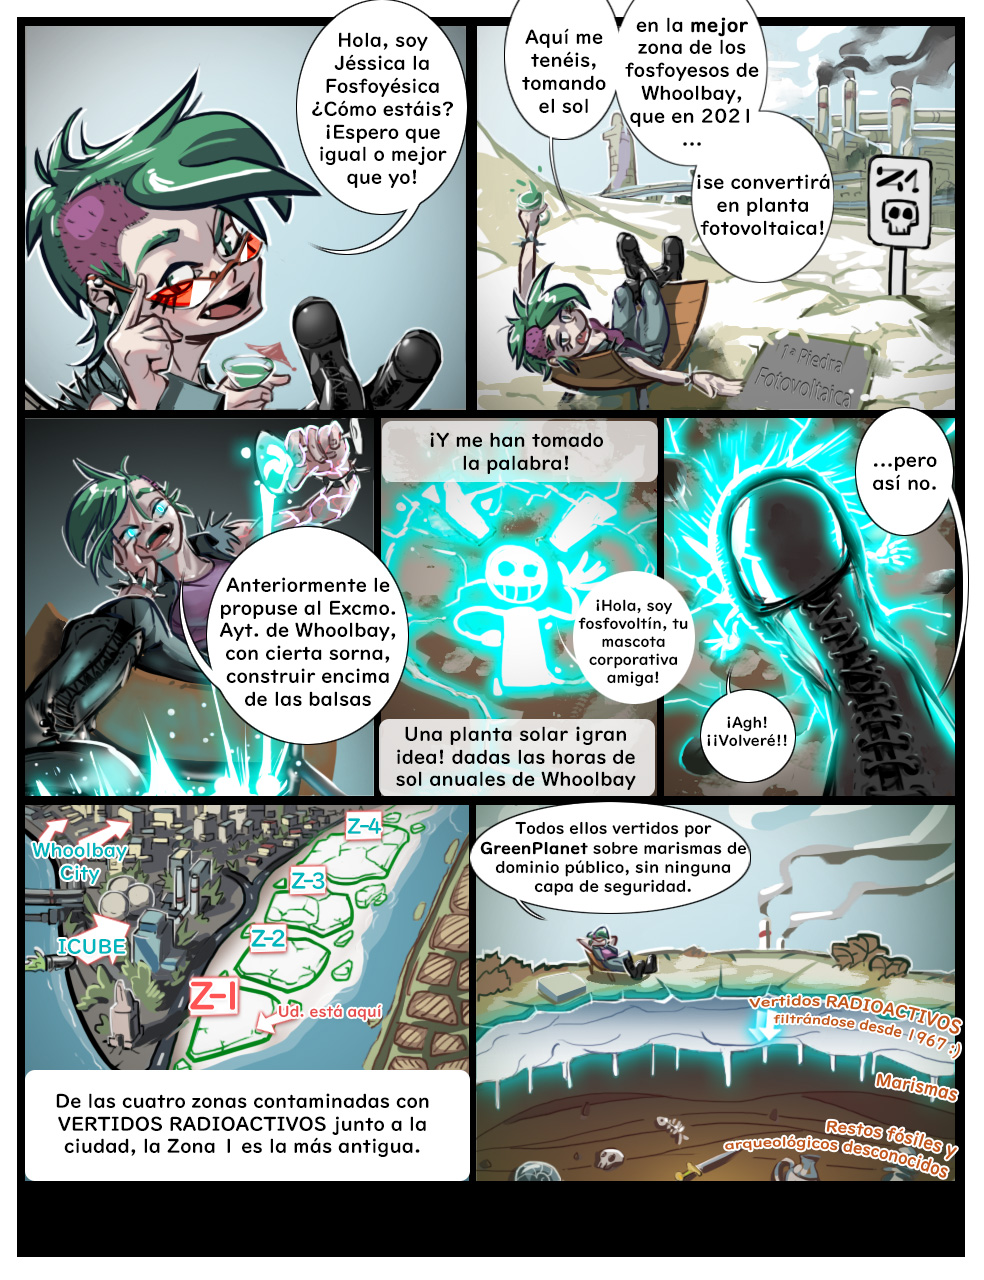 Hola, soy
Jéssica la
Fosfoyésica
¿Cómo estáis?
¡Espero que
igual o mejor
que yo!
Aquí me
tenéis,
tomando
el sol
en la mejor
zona de los
fosfoyesos de
Whoolbay,
que en 2021
...
¡se convertirá
en planta
fotovoltaica!
Z1
1ª Piedra
Fotovoltaica
Anteriormente le
propuse al Excmo.
Ayt. de Whoolbay,
con cierta sorna,
construir encima
de las balsas
¡Y me han tomado
la palabra!
¡Hola, soy
fosfovoltín, tu
mascota
corporativa
amiga!
Una planta solar ¡gran
idea! dadas las horas de
sol anuales de Whoolbay
...pero
así no.
¡Agh!
¡¡Volveré!!
Whoolbay
City
ICUBE
Z-4
Z-3
Z-2
Z-1
Ud. está aquí
De las cuatro zonas contaminadas con
VERTIDOS RADIOACTIVOS junto a la
ciudad, la Zona 1 es la más antigua.
Todos ellos vertidos por
GreenPlanet sobre marismas de
dominio público, sin ninguna
capa de seguridad.
Vertidos RADIOACTIVOS
filtrándose desde 1967 :)
Marismas
Restos fósiles y
arqueológicos desconocidos